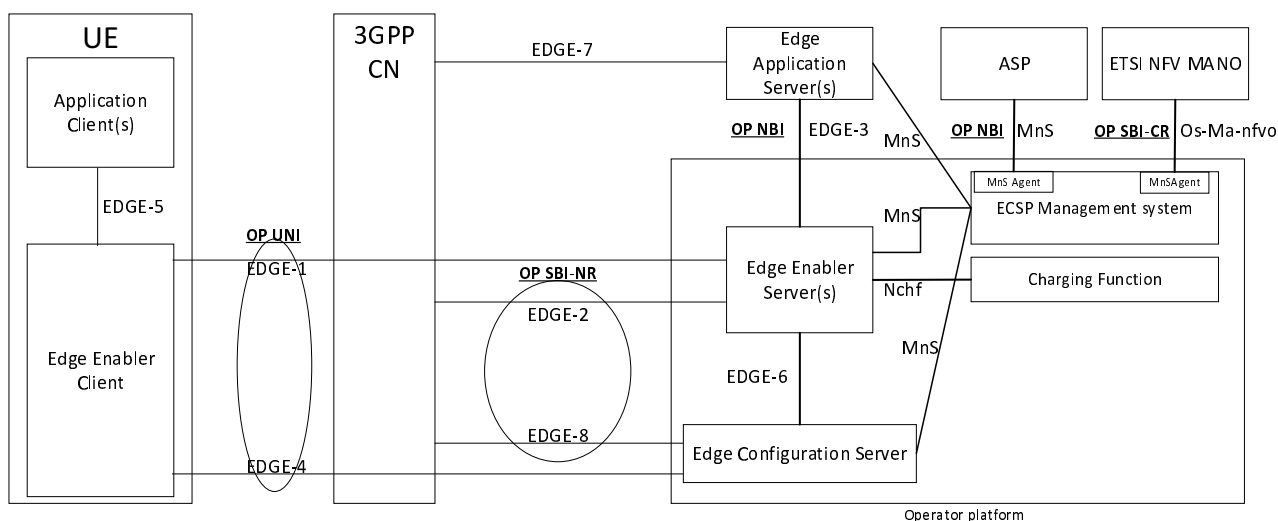 UE
Application
Client(s)
EDGE-5
Edge Enabler
Client
OP UNI
EDGE-1
EDGE-4
3GPP
CN
EDGE-7
OP SBI-NR
EDGE-2
EDGE-8
Edge
Application
Server(s)
OP NBI
EDGE-3
MnS
ASP
OP NBI
MnS
ETSI NFV MANO
OP SBI-CR
Os-Ma-nfvo
MnS Agent
MnSAgent
ECSP Management system
MnS
Edge Enabler
Server(s)
Nchf
Charging Function
MnS
EDGE-6
Edge Configuration Server
Operator platform